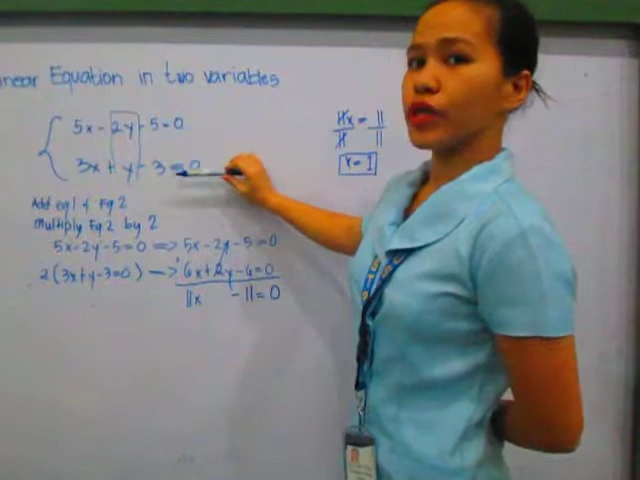 inear Equation in two variables
5x - 2y - 5 = 0
3x + y - 3 = 0
Add eq 1 & Eq 2
Multiply Eq 2 by 2
5x - 2y - 5 = 0 => 5x - 2y - 5 = 0
2 (3x + y - 3 = 0) -> 6x + 2y - 6 = 0
11x - 11 = 0
11x = 11
11 11
x = 1